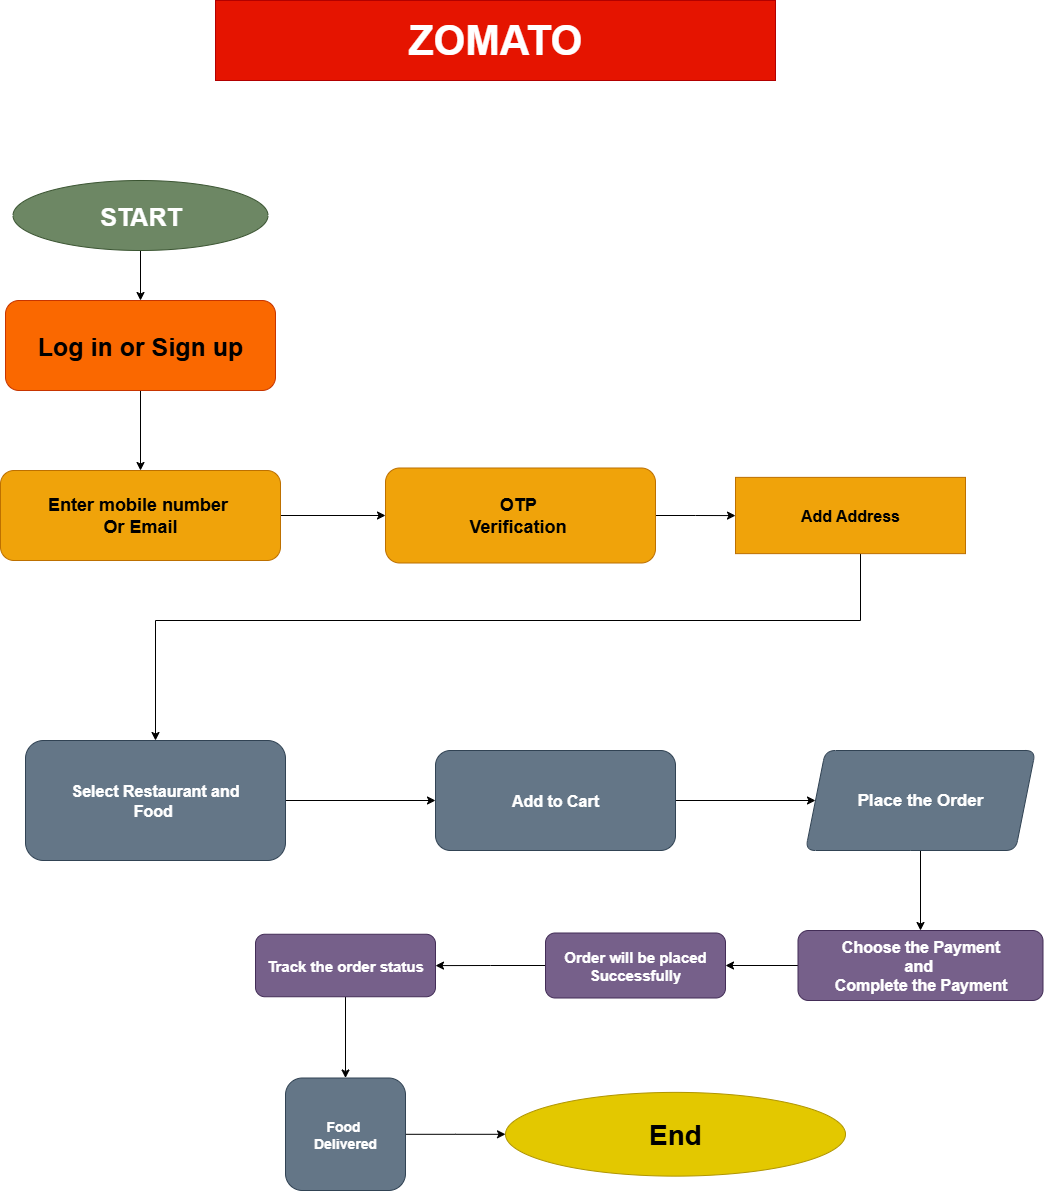 ZOMATO
START
Log in or Sign up
Enter mobile number
Or Email
OTP
Verification
Add Address
Select Restaurant and
Food
Add to Cart
Place the Order
Choose the Payment
and
Complete the Payment
Order will be placed
Successfully
Track the order status
Food
Delivered
End